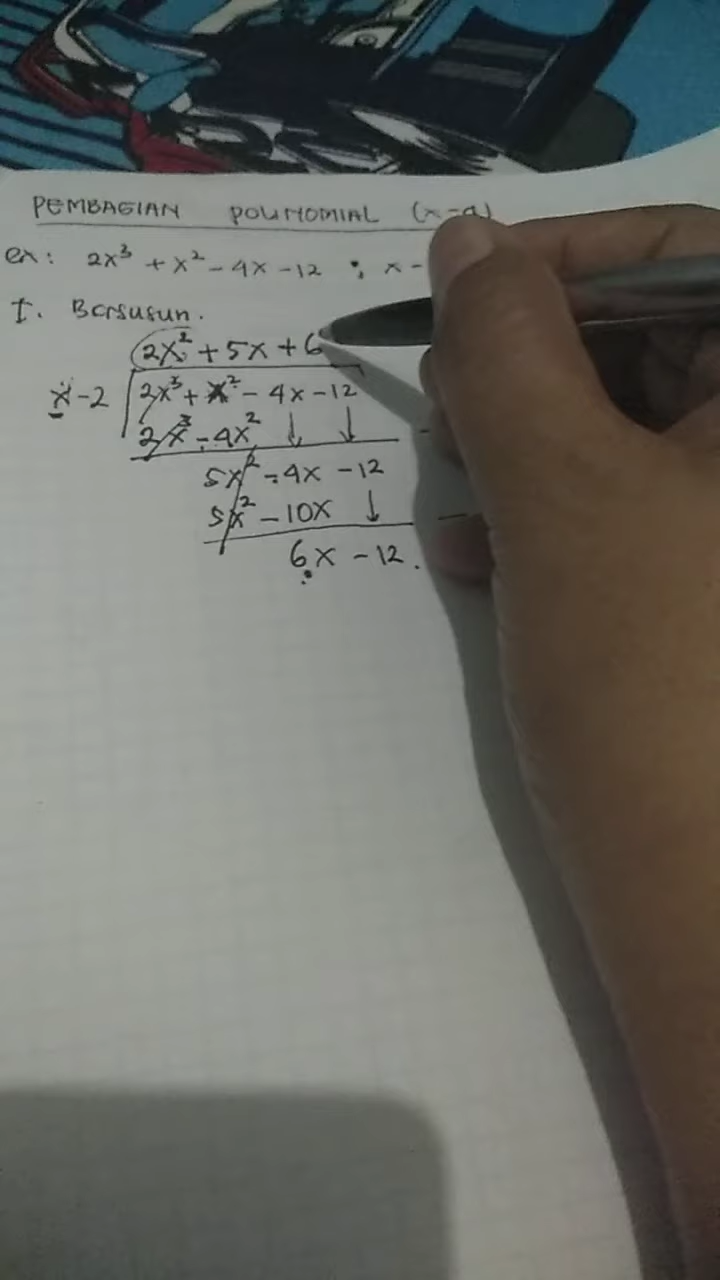 PEMBAGIAN POLINOMIAL (x-a)
ex: 2x³ + x² - 4x - 12 : x -
I. Bersusun.
2x² + 5x + 6
x - 2 2x³ + x² - 4x - 12
2x³ - 4x²
5x² - 4x - 12
5x² - 10x
6x - 12.